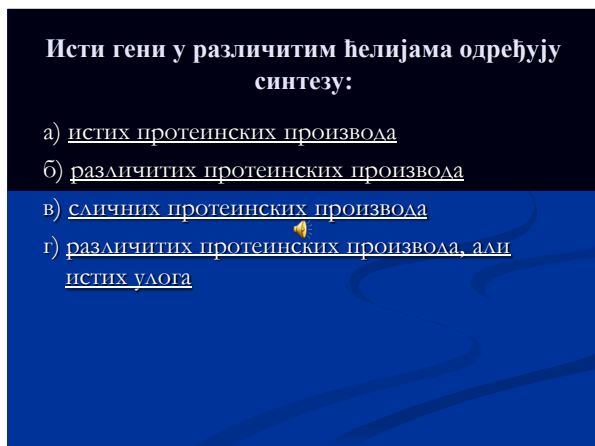 Исти гени у различитим ћелијама одређују
синтезу:
а) истих протеинских производа
б) различитих протеинских производа
в) сличних протеинских производа
г) различитих протеинских производа, али
истих улога